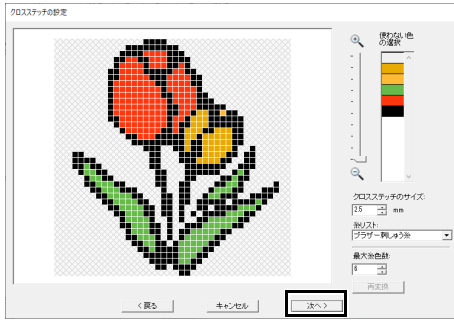 クロスステッチの設定
使わない色
の選択
クロスステッチのサイズ:
2.5 mm
糸リスト:
ブラザー刺しゅう糸
最大糸色数:
6
再変換
< 戻る
キャンセル
次へ >